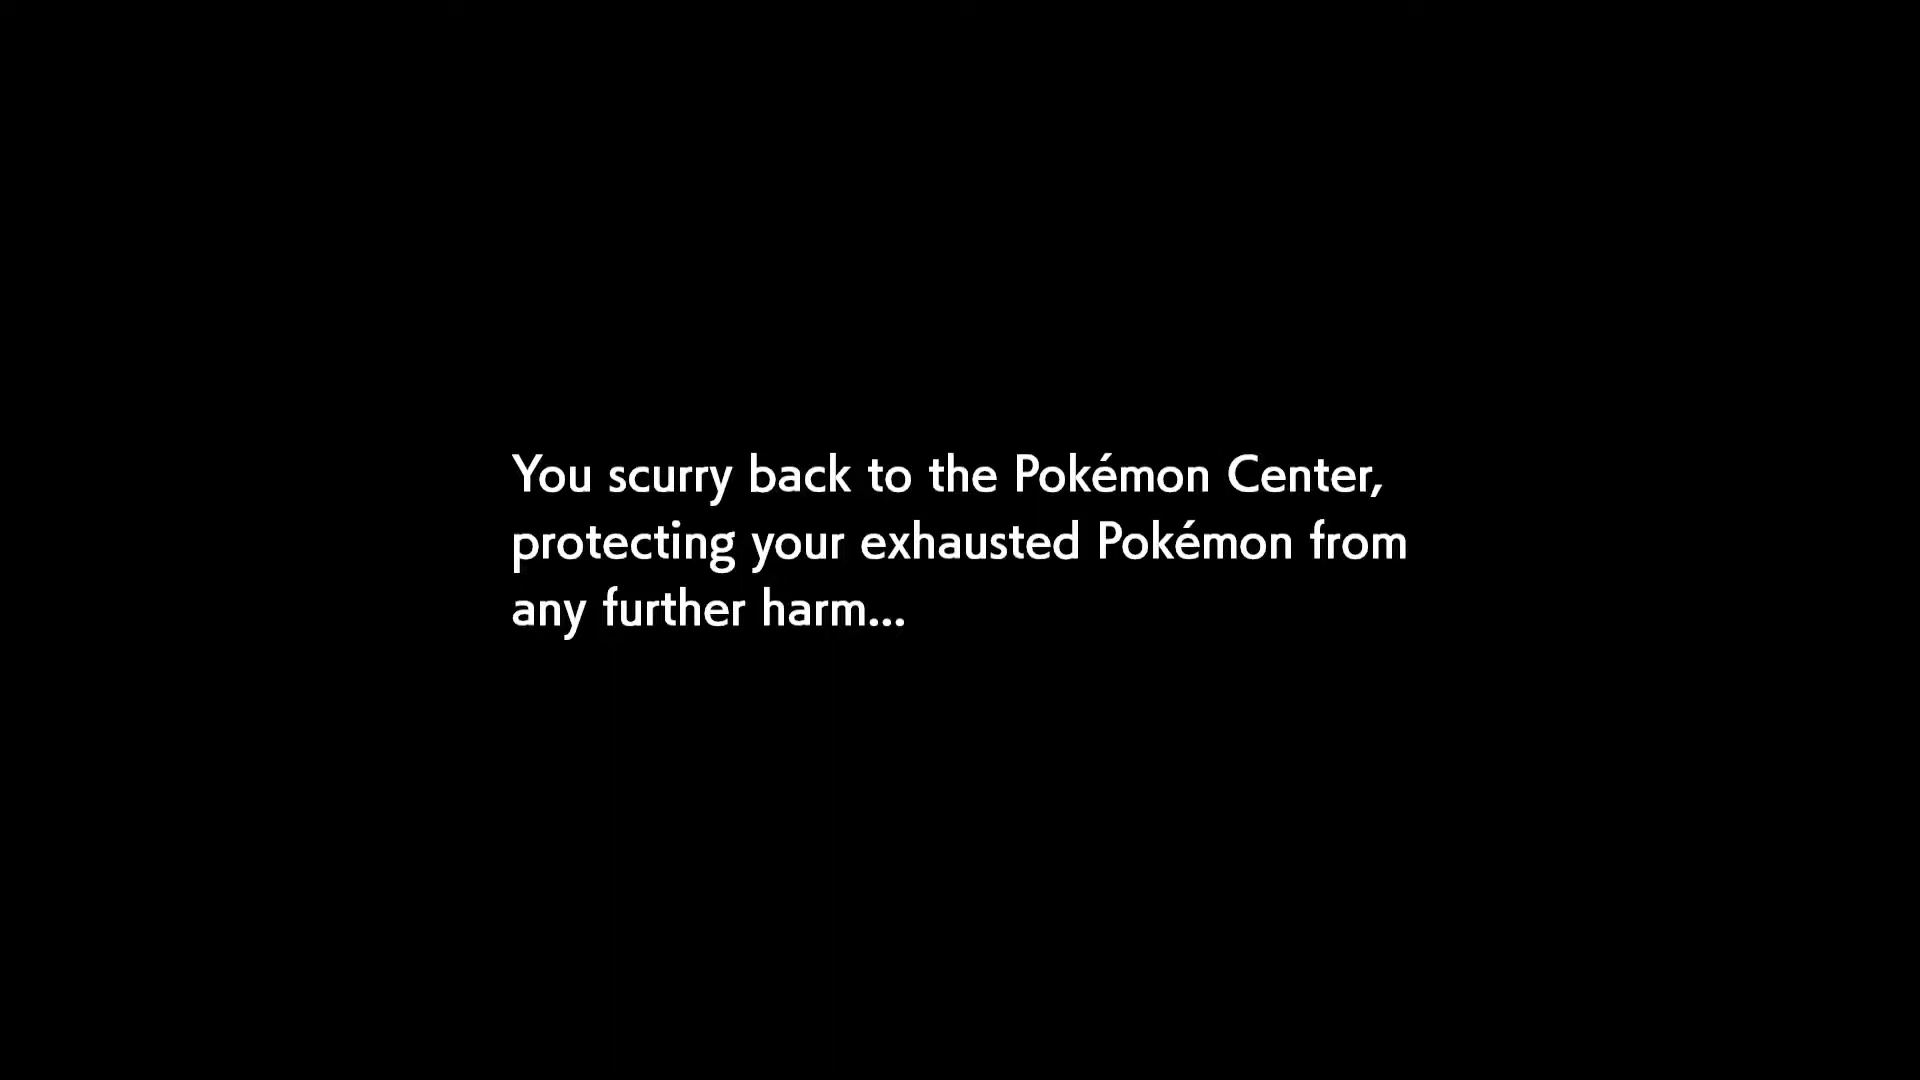 You scurry back to the Pokémon Center,
protecting your exhausted Pokémon from
any further harm...